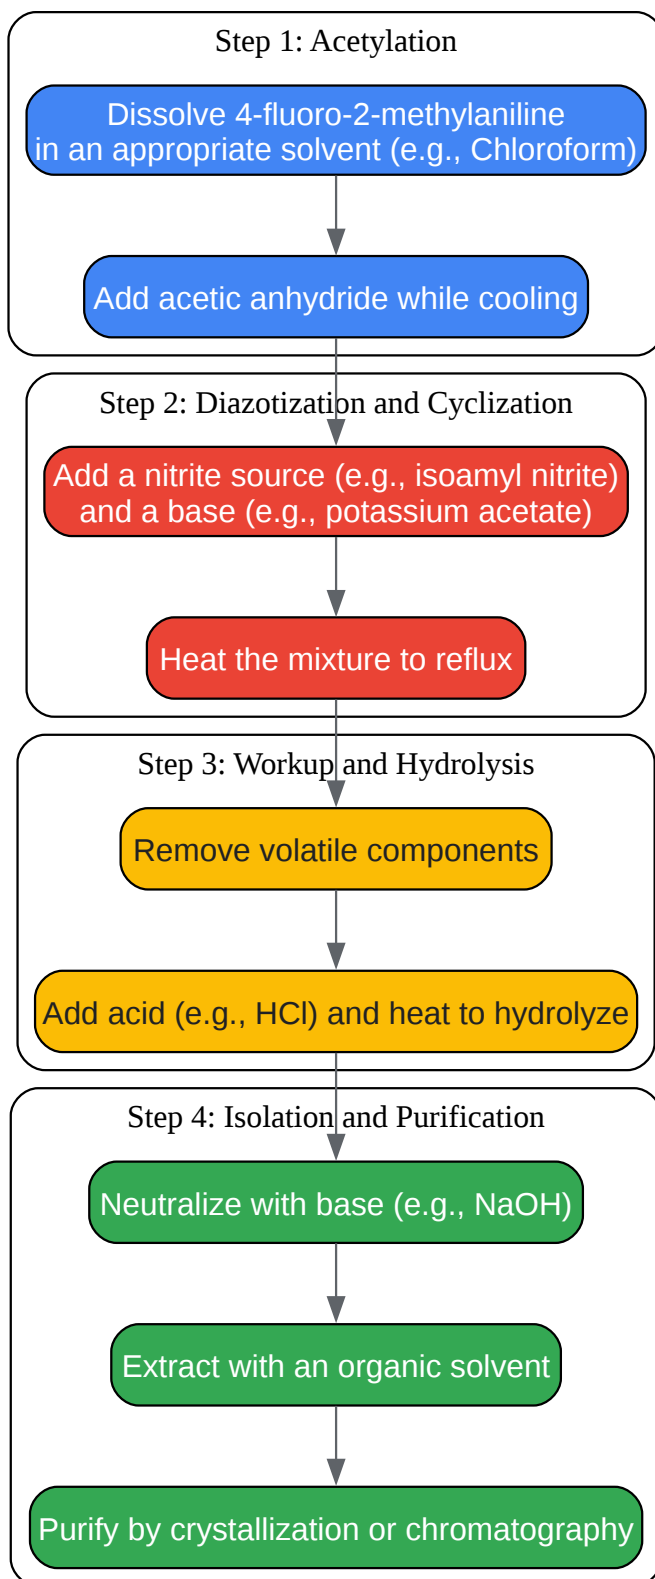 Step 1: Acetylation
Dissolve 4-fluoro-2-methylaniline
in an appropriate solvent (e.g., Chloroform)
Add acetic anhydride while cooling
Step 2: Diazotization and Cyclization
Add a nitrite source (e.g., isoamyl nitrite)
and a base (e.g., potassium acetate)
Heat the mixture to reflux
Step 3: Workup and Hydrolysis
Remove volatile components
Add acid (e.g., HCl) and heat to hydrolyze
Step 4: Isolation and Purification
Neutralize with base (e.g., NaOH)
Extract with an organic solvent
Purify by crystallization or chromatography